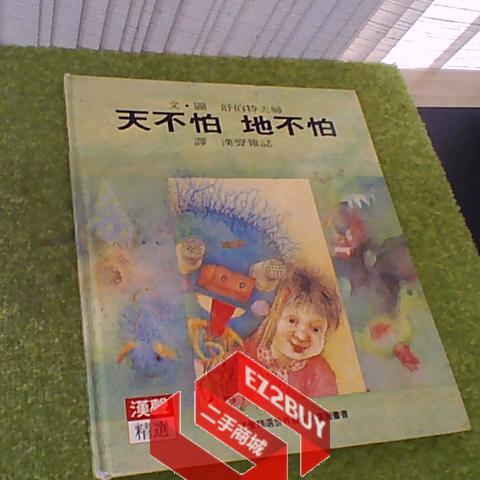 文・圖 舒伯特夫婦
天不怕 地不怕
譯 漢聲雜誌
漢聲
精選
EZ2BUY
二手商城